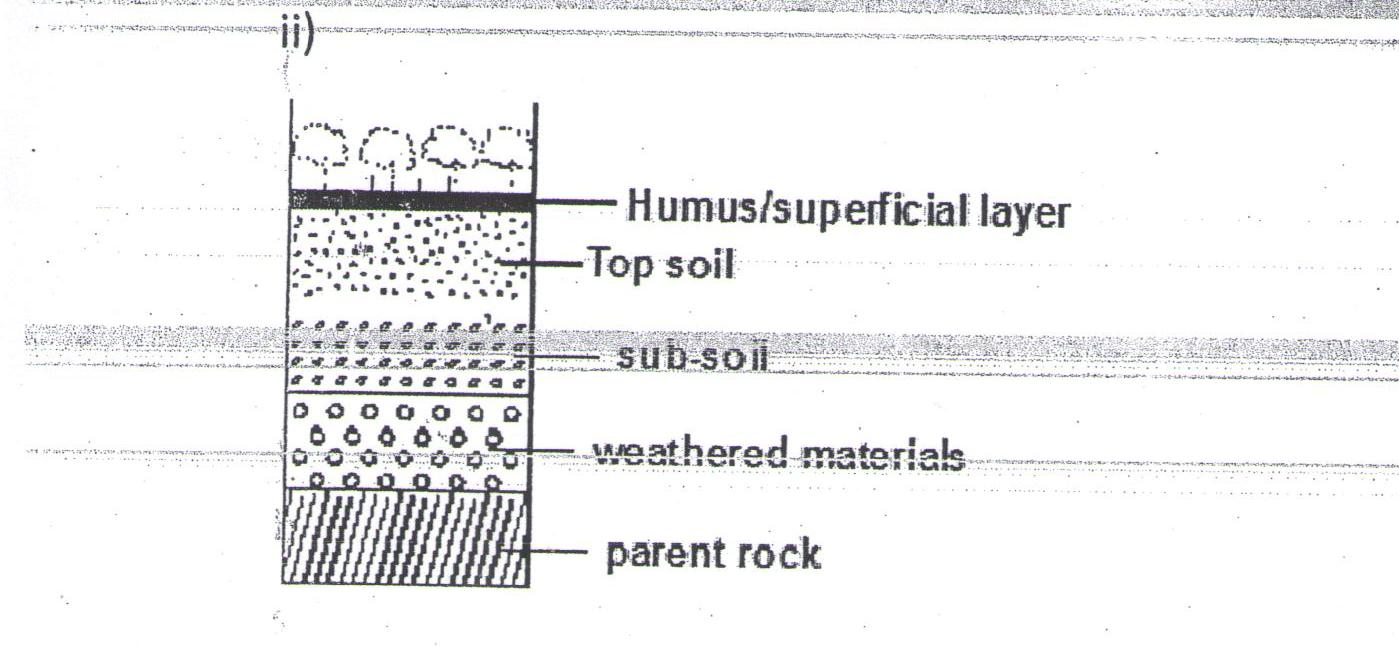 ii)
Humus/superficial layer
Top soil
sub-soil
weathered materials
parent rock